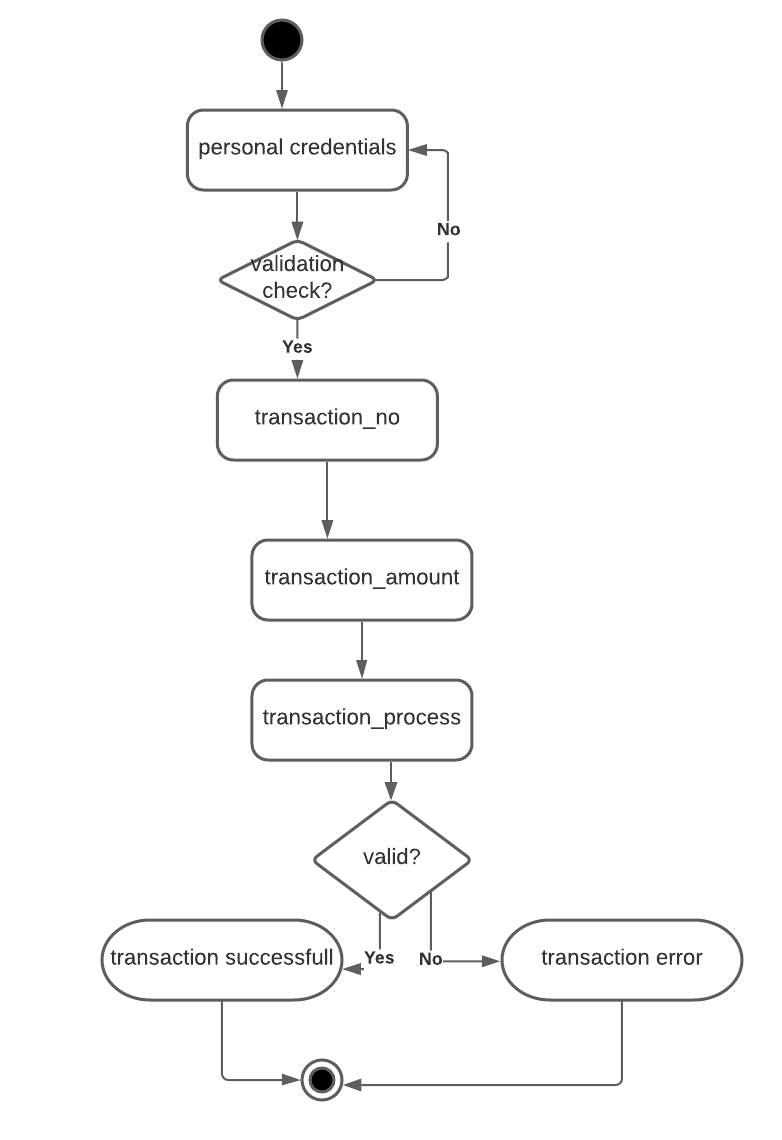 personal credentials
No
validation
check?
Yes
transaction_no
transaction_amount
transaction_process
valid?
transaction successfull
Yes
No
transaction error